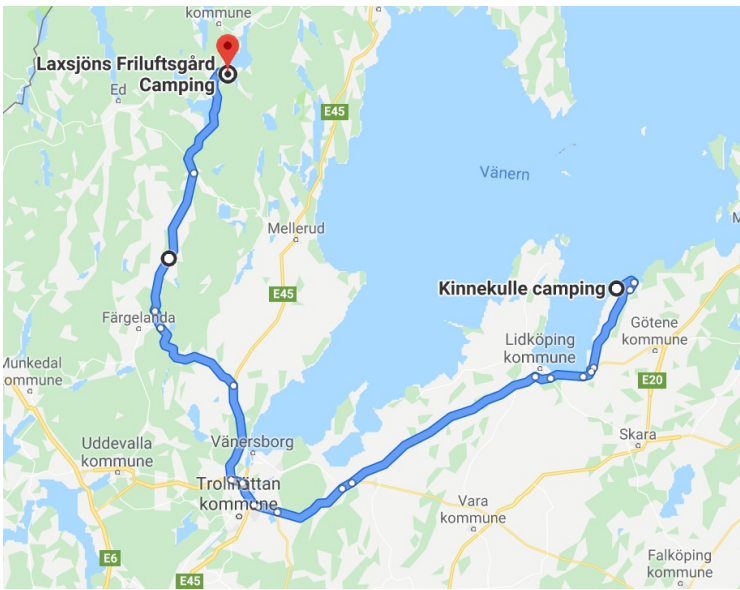 kommune
Laxsjöns Friluftsgård
Camping
Ed
E45
Vänern
Mellerud
E45
Kinnekulle camping
Färgelanda
Götene
kommune
Lidköping
kommune
Munkedal
ommune
E20
Uddevalla
kommune
Vänersborg
Skara
Trollhättan
kommune
Vara
kommune
E6
Falköping
kommune
E45